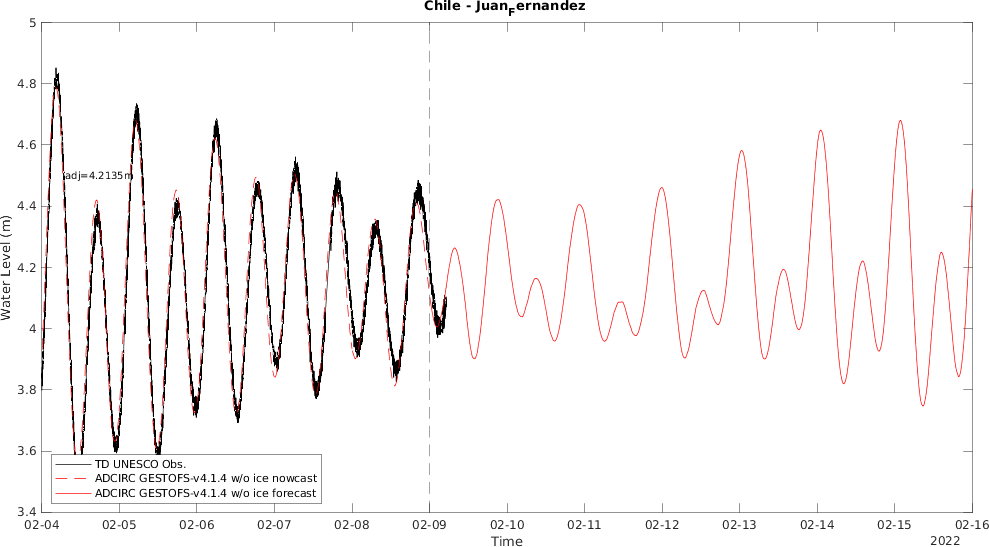 Chile - JuanFernandez
5
4.8
4.6
4.4
4.2
4
3.8
3.6
3.4
Water Level (m)
adj=4.2135m
TD UNESCO Obs.
ADCIRC GESTOFS-v4.1.4 w/o ice nowcast
ADCIRC GESTOFS-v4.1.4 w/o ice forecast
02-04 02-05 02-06 02-07 02-08 02-09 02-10 02-11 02-12 02-13 02-14 02-15 02-16
Time
2022